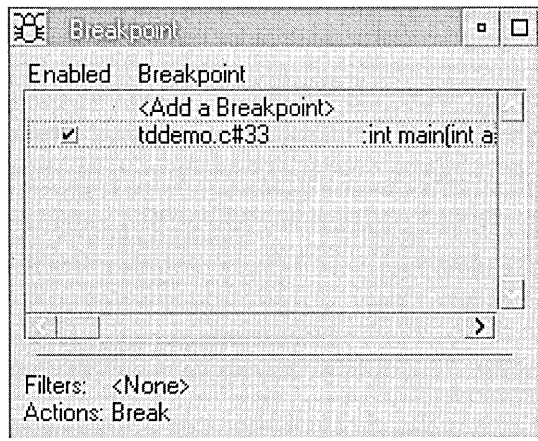 Breakpoint
Enabled Breakpoint
<Add a Breakpoint>
tddemo.c#33 :int main(int a
Filters: <None>
Actions: Break